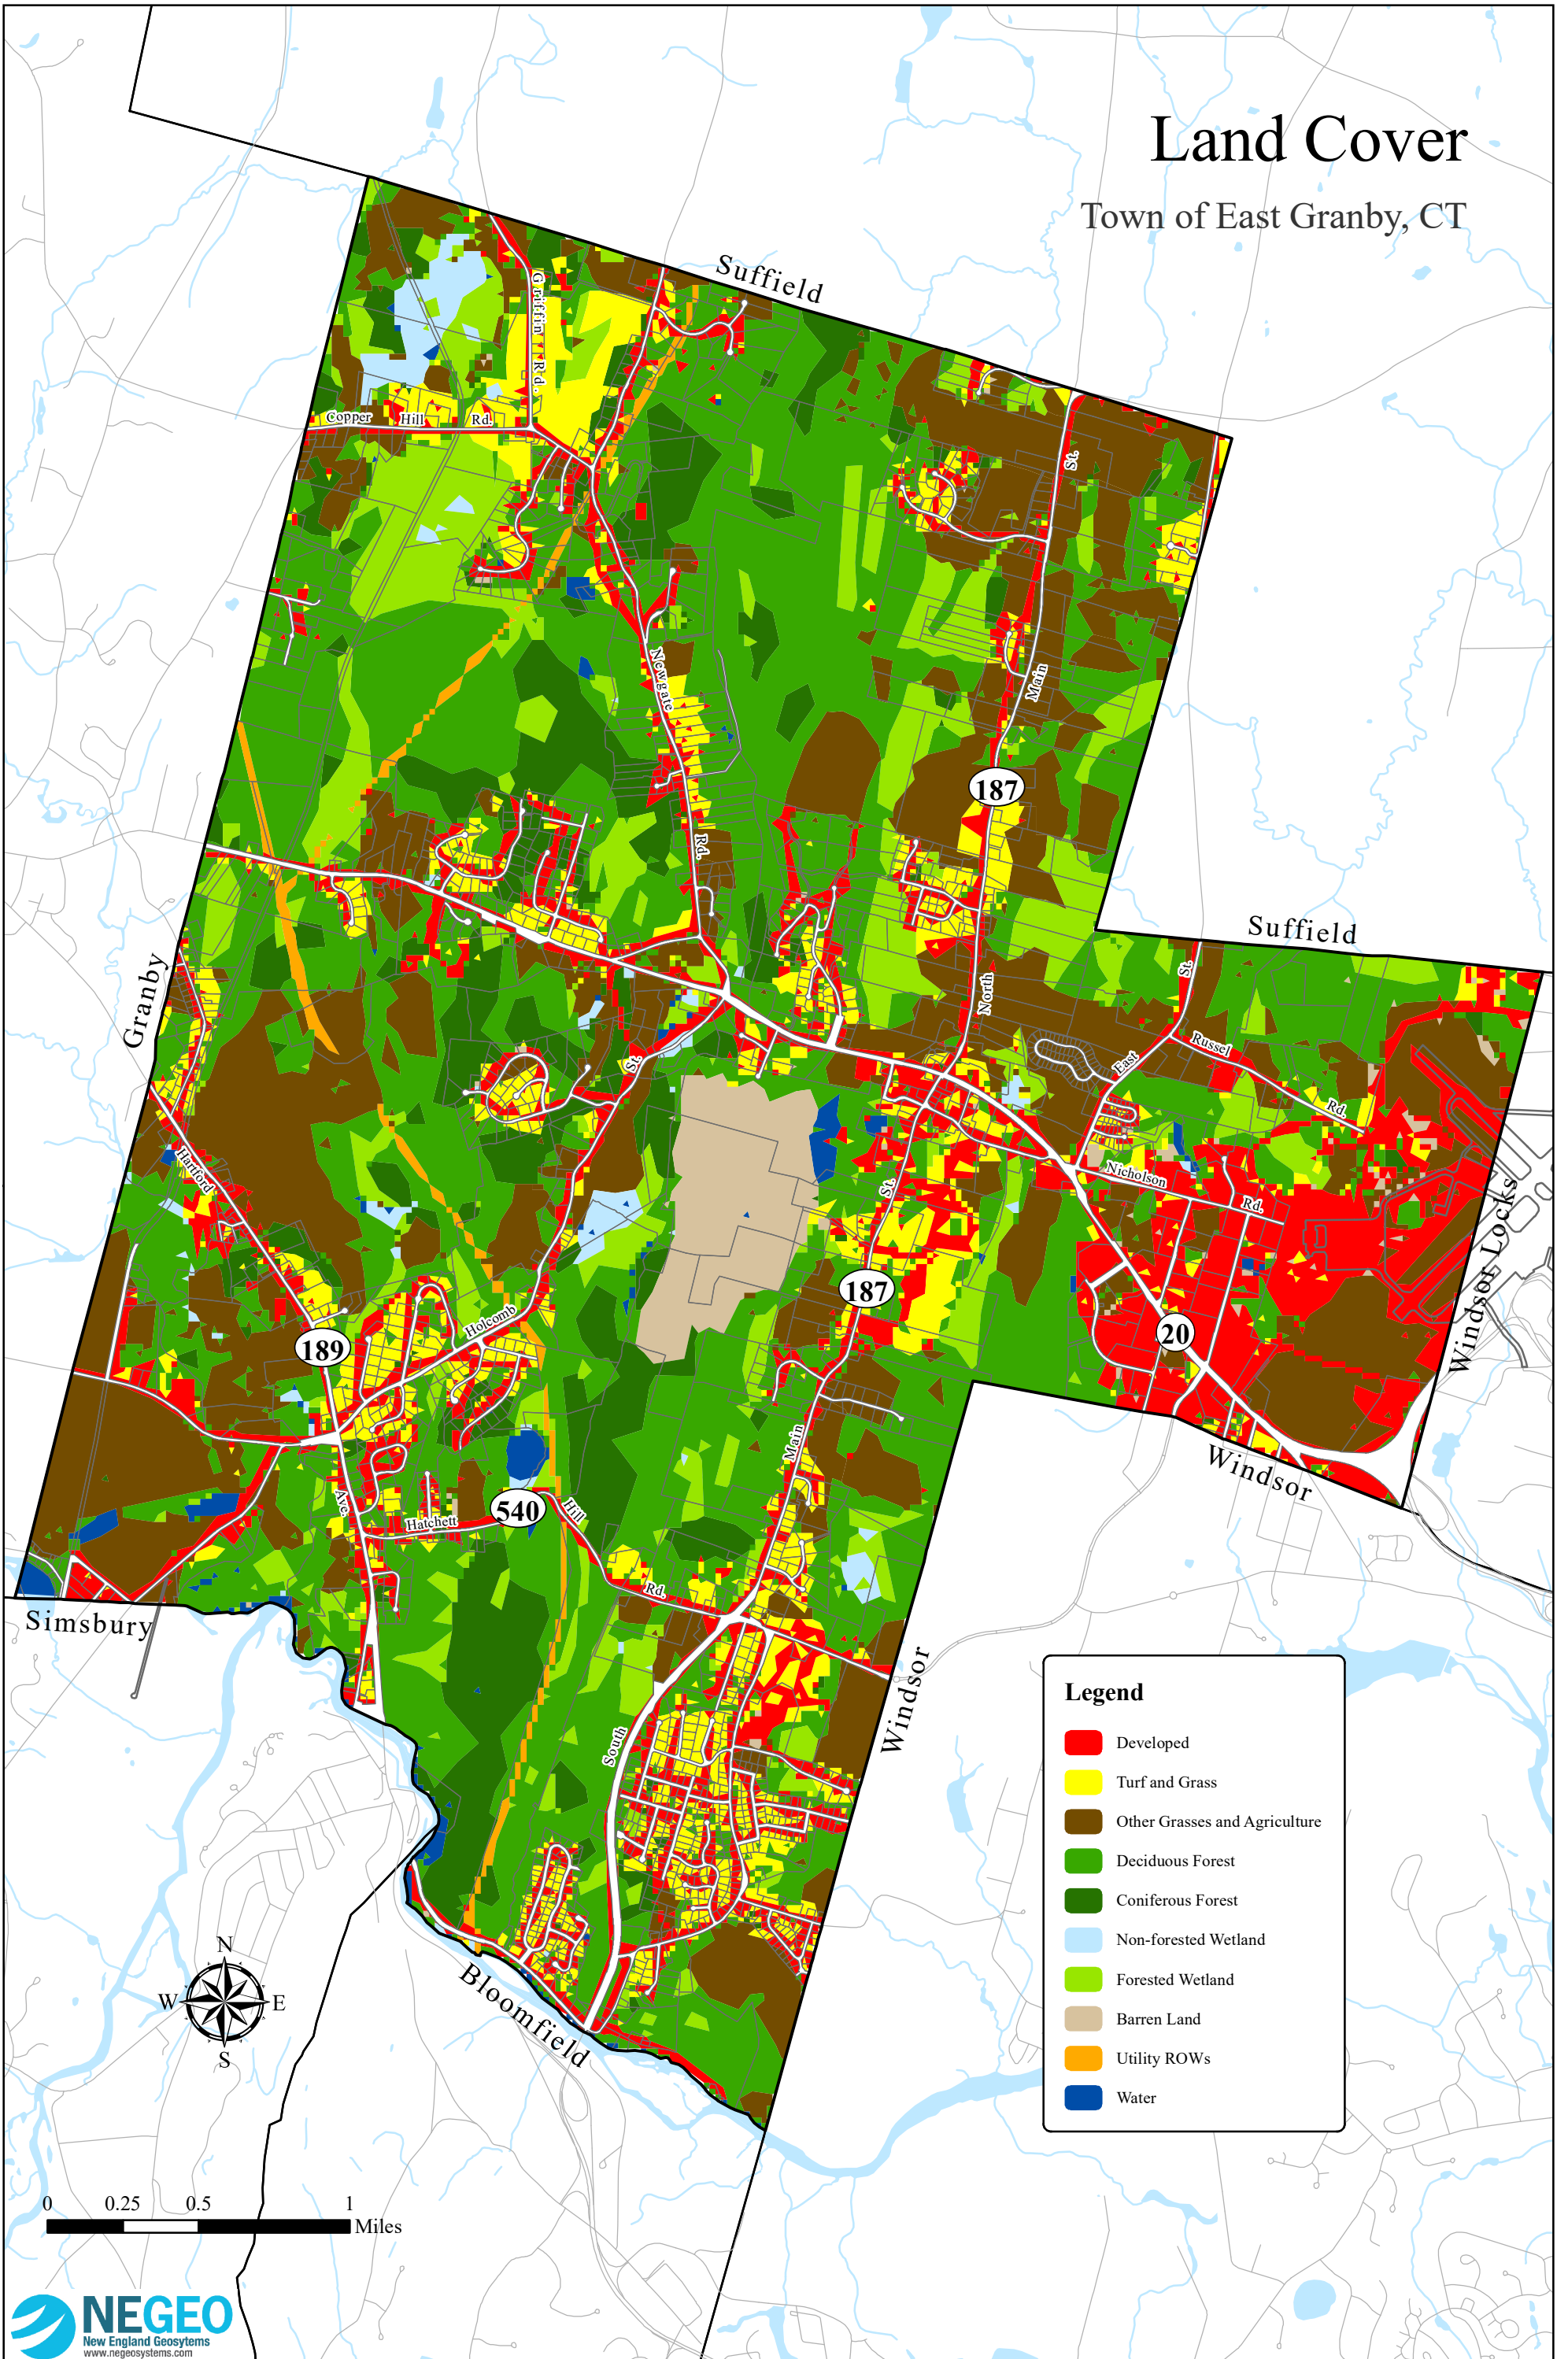 Land Cover
Town of East Granby, CT
Suffield
Griffin Rd.
Copper Hill Rd.
St.
Main
Newgate
Rd.
187
North
Suffield
St.
Granby
East
Russel
Rd.
St.
Hartford
Nicholson
Rd.
St.
Windsor Locks
187
20
Holcomb
189
Main
Windsor
Ave.
540
Hill
Hatchett
Rd.
Simsbury
South
Windsor
Bloomfield
Legend
Developed
Turf and Grass
Other Grasses and Agriculture
Deciduous Forest
Coniferous Forest
Non-forested Wetland
Forested Wetland
Barren Land
Utility ROWs
Water
N
W
E
S
0
0.25
0.5
1
Miles
NEGEO
New England Geosytems
www.negeosystems.com